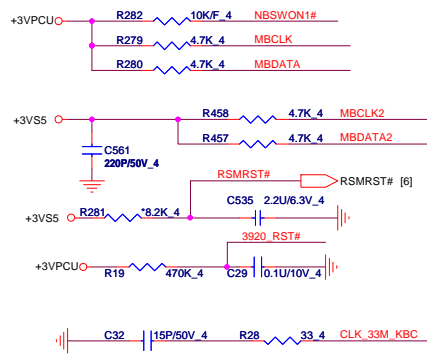 R282 10K/F_4 NBSWON1#
+3VPCU
R279 4.7K_4 MBCLK
R280 4.7K_4 MBDATA
+3VS5 R458 4.7K_4 MBCLK2
R457 4.7K_4 MBDATA2
C561
220P/50V_4
RSMRST# RSMRST# [6]
C535 2.2U/6.3V_4
+3VS5 R281 *8.2K_4
3920_RST#
+3VPCU
R19 470K_4 C29 0.1U/10V_4
C32 15P/50V_4 R28 33_4 CLK_33M_KBC